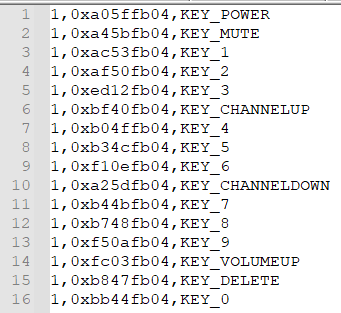 1 1,0xa05ffb04,KEY_POWER
2 1,0xa45bfb04,KEY_MUTE
3 1,0xac53fb04,KEY_1
4 1,0xaf50fb04,KEY_2
5 1,0xed12fb04,KEY_3
6 1,0xbf40fb04,KEY_CHANNELUP
7 1,0xb04ffb04,KEY_4
8 1,0xb34cfb04,KEY_5
9 1,0xf10efb04,KEY_6
10 1,0xa25dfb04,KEY_CHANNELDOWN
11 1,0xb44bfb04,KEY_7
12 1,0xb748fb04,KEY_8
13 1,0xf50afb04,KEY_9
14 1,0xfc03fb04,KEY_VOLUMEUP
15 1,0xb847fb04,KEY_DELETE
16 1,0xbb44fb04,KEY_0